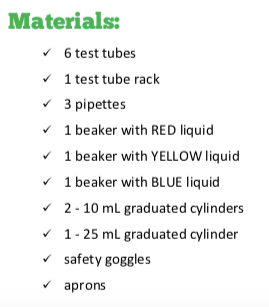 Materials:
✓ 6 test tubes
✓ 1 test tube rack
✓ 3 pipettes
✓ 1 beaker with RED liquid
✓ 1 beaker with YELLOW liquid
✓ 1 beaker with BLUE liquid
✓ 2 - 10 mL graduated cylinders
✓ 1 - 25 mL graduated cylinder
✓ safety goggles
✓ aprons